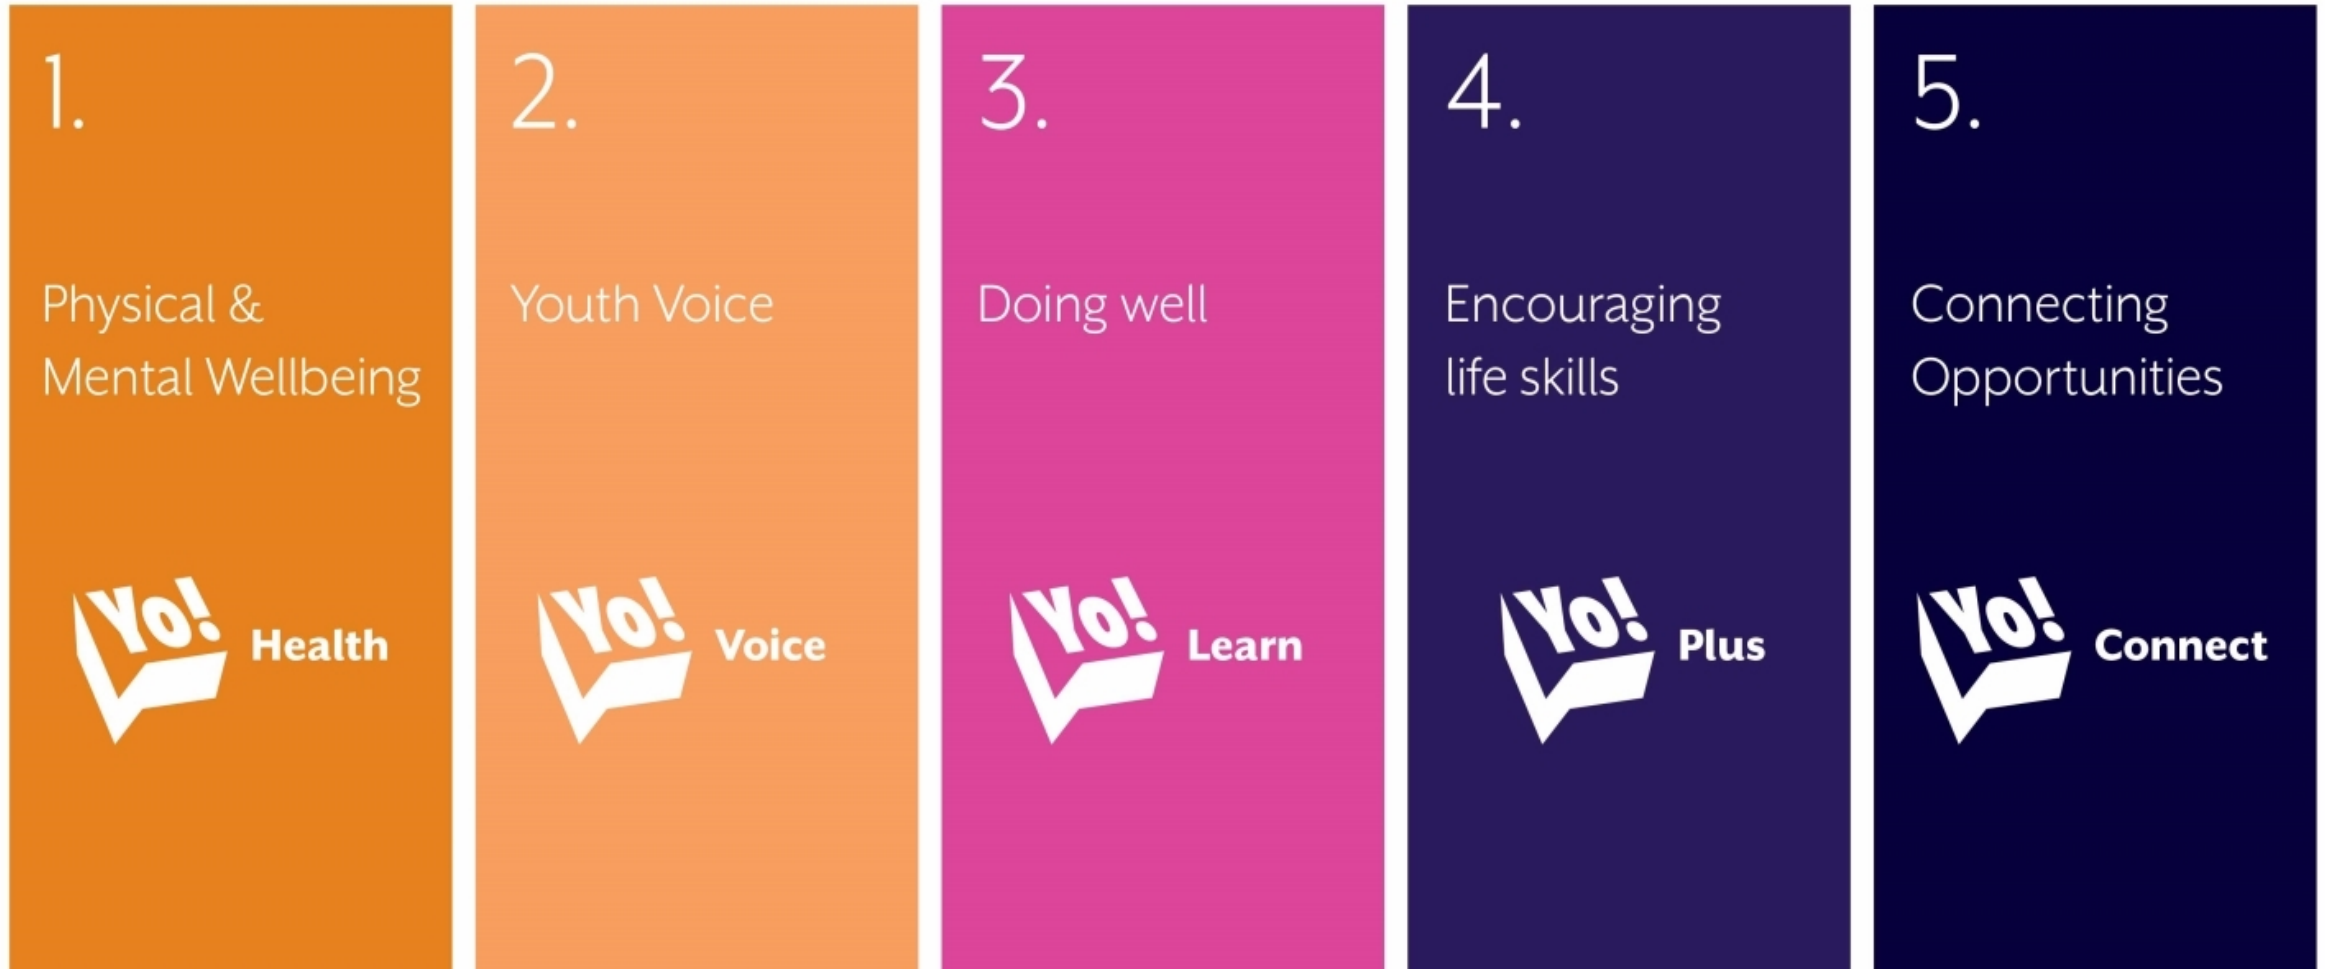 1.
Physical &
Mental Wellbeing
Yo! Health
2.
Youth Voice
Yo! Voice
3.
Doing well
Yo! Learn
4.
Encouraging
life skills
Yo! Plus
5.
Connecting
Opportunities
Yo! Connect